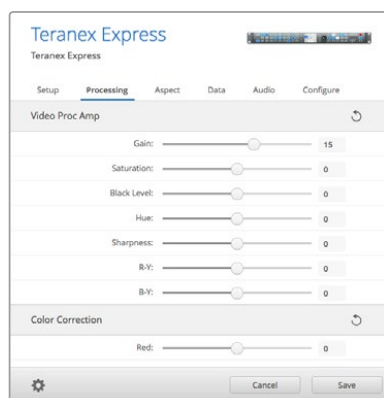 Teranex Express
Teranex Express
Setup Processing Aspect Data Audio Configure
Video Proc Amp
Gain: 15
Saturation: 0
Black Level: 0
Hue: 0
Sharpness: 0
R-Y: 0
B-Y: 0
Color Correction
Red: 0
Cancel Save